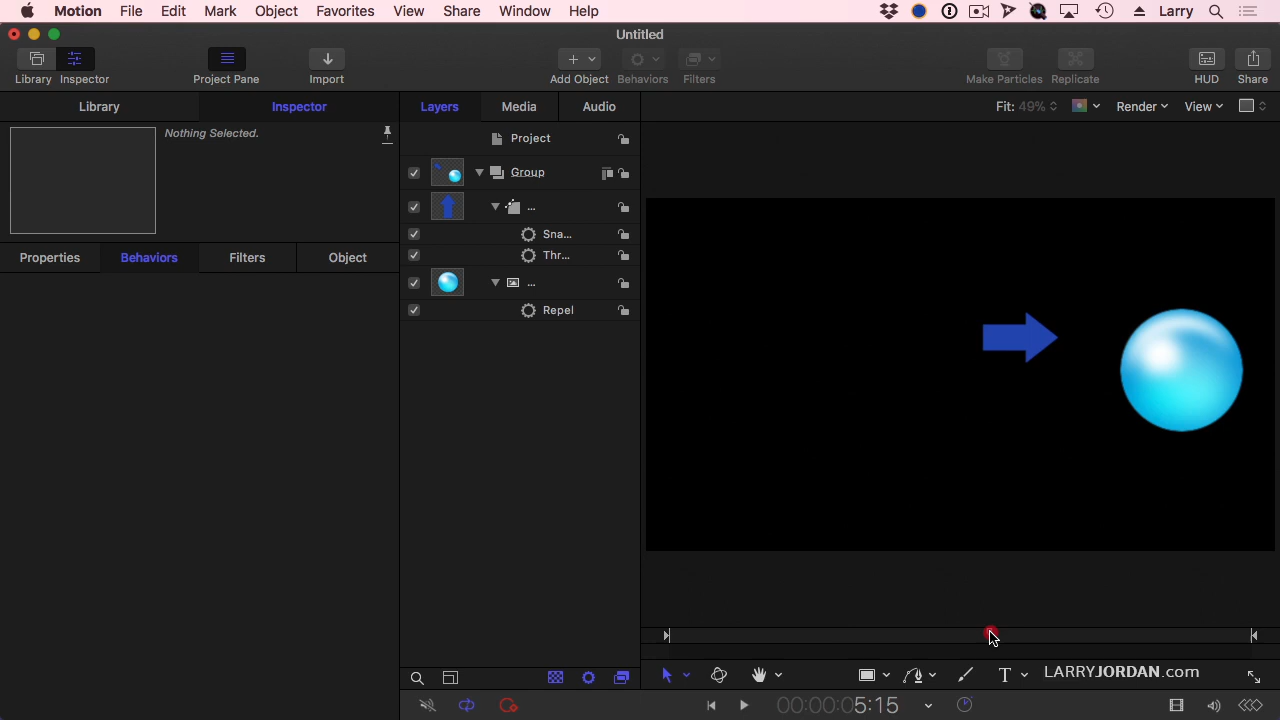 Motion File Edit Mark Object Favorites View Share Window Help Larry
Untitled
Library Inspector Project Pane Import Add Object Behaviors Filters Make Particles Replicate HUD Share
Library Inspector Layers Media Audio Fit: 49% Render View
Nothing Selected.
Project
Group
...
Sna...
Thr...
...
Repel
Properties Behaviors Filters Object
T LARRYJORDAN.com
00:00:05:15